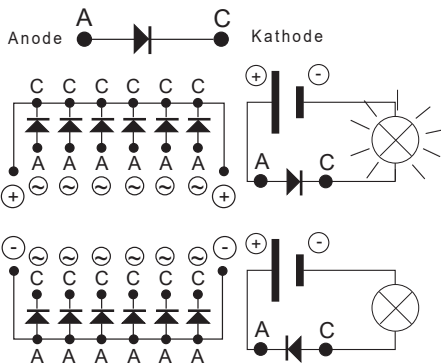 A C
Anode Kathode
C C C C C C
A A A A A A
~ ~ ~ ~ ~ ~
+ +
+ -
A C
- ~ ~ ~ ~ ~ ~ -
C C C C C C
A A A A A A
+ -
A C